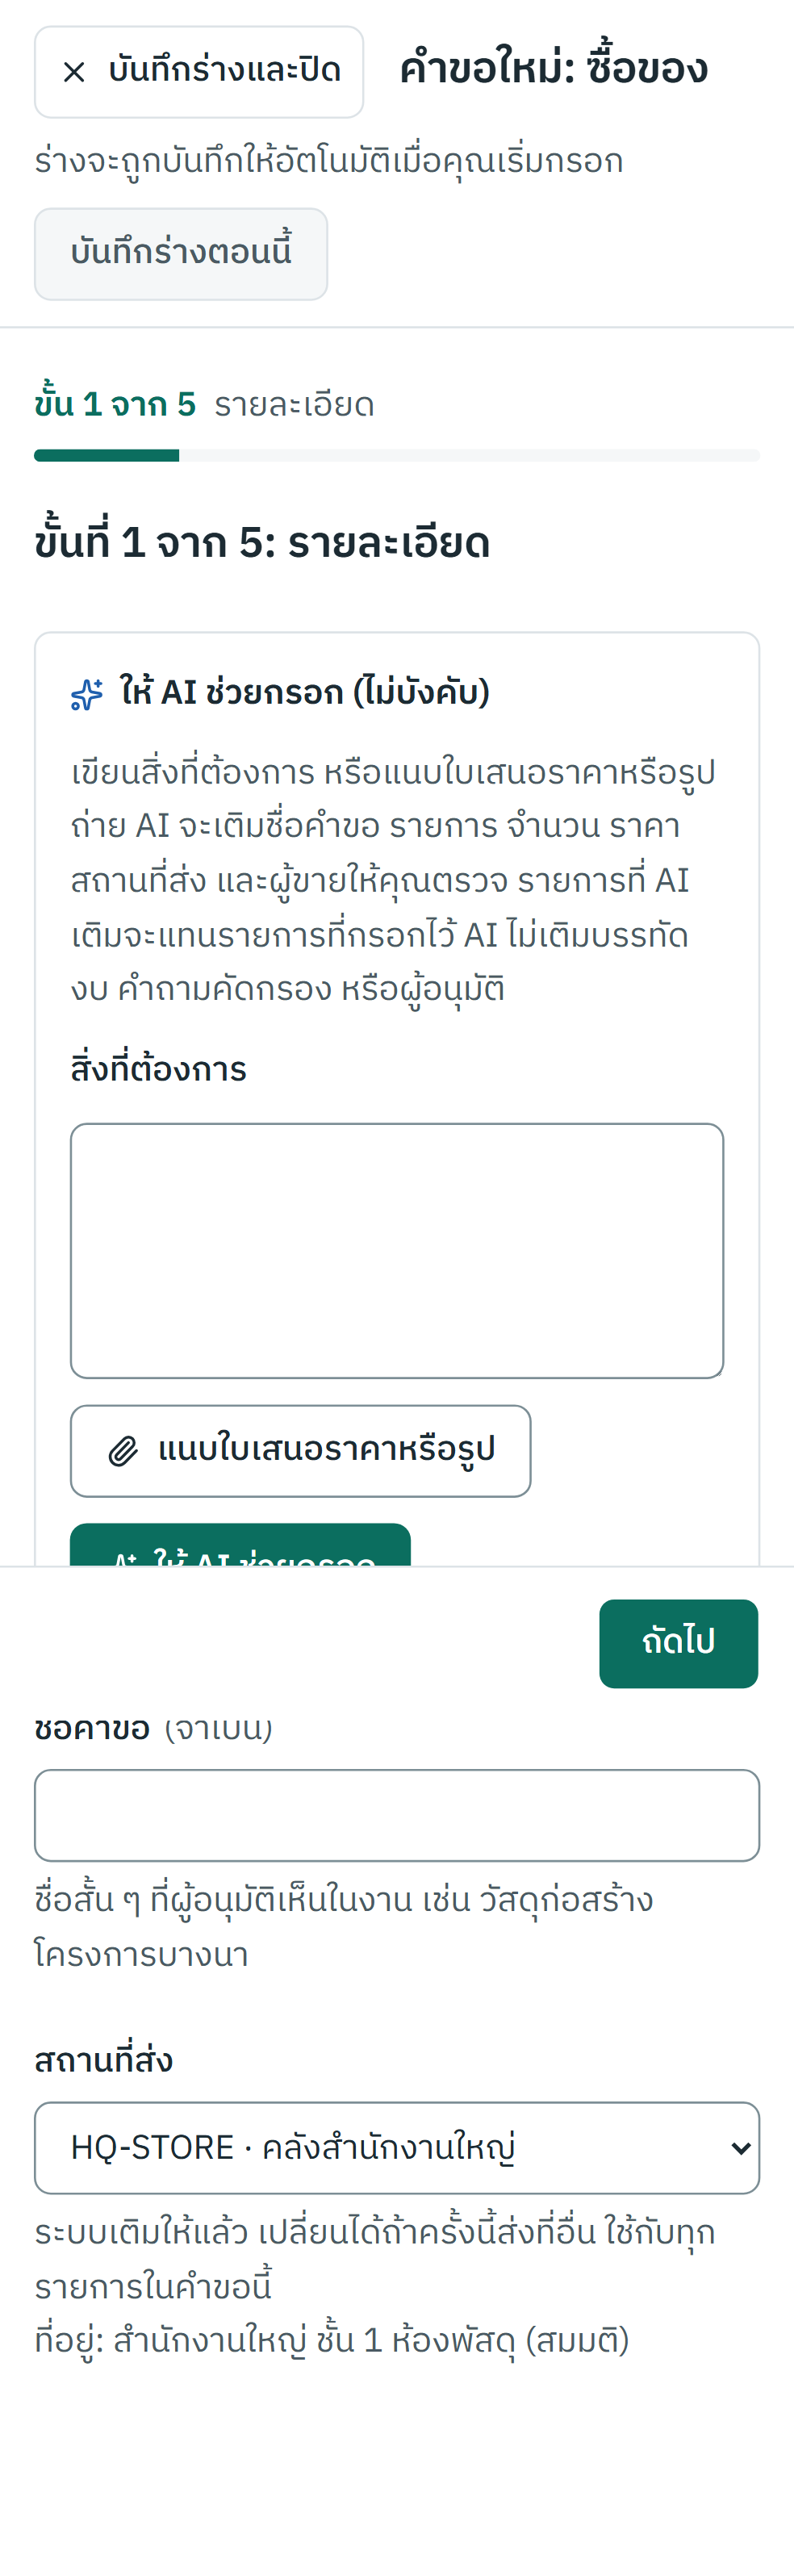 บันทึกร่างและปิด
คำขอใหม่: ซื้อของ
ร่างจะถูกบันทึกให้อัตโนมัติเมื่อคุณเริ่มกรอก
บันทึกร่างตอนนี้
ขั้น 1 จาก 5 รายละเอียด
ขั้นที่ 1 จาก 5: รายละเอียด
ให้ AI ช่วยกรอก (ไม่บังคับ)
เขียนสิ่งที่ต้องการ หรือแนบใบเสนอราคาหรือรูป
ถ่าย AI จะเติมชื่อคำขอ รายการ จำนวน ราคา
สถานที่ส่ง และผู้ขายให้คุณตรวจ รายการที่ AI
เติมจะแทนรายการที่กรอกไว้ AI ไม่เติมบรรทัด
งบ คำถามคัดกรอง หรือผู้อนุมัติ
สิ่งที่ต้องการ
แนบใบเสนอราคาหรือรูป
ให้ AI ช่วยกรอก
ถัดไป
ชื่อคำขอ (จำเป็น)
ชื่อสั้น ๆ ที่ผู้อนุมัติเห็นในงาน เช่น วัสดุก่อสร้าง
โครงการบางนา
สถานที่ส่ง
HQ-STORE · คลังสำนักงานใหญ่
ระบบเติมให้แล้ว เปลี่ยนได้ถ้าครั้งนี้ส่งที่อื่น ใช้กับทุก
รายการในคำขอนี้
ที่อยู่: สำนักงานใหญ่ ชั้น 1 ห้องพัสดุ (สมมติ)